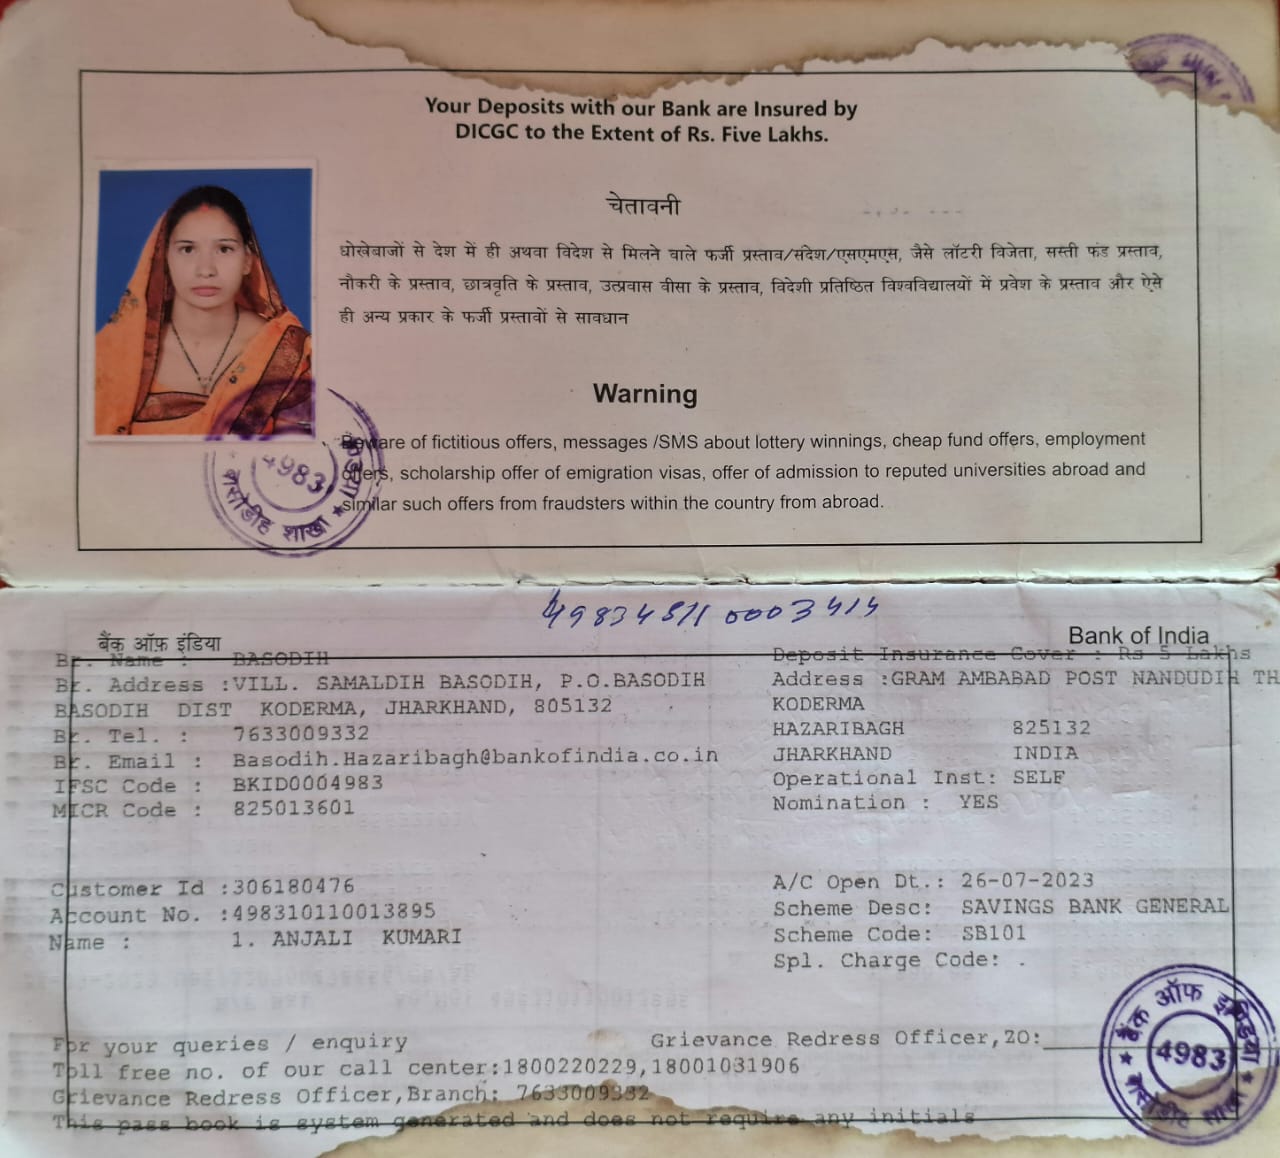 Your Deposits with our Bank are Insured by
DICGC to the Extent of Rs. Five Lakhs.
चेतावनी
धोखेबाजों से देश में ही अथवा विदेश से मिलने वाले फर्जी प्रस्ताव/संदेश/एसएमएस, जैसे लॉटरी विजेता, सस्ती फंड प्रस्ताव,
नौकरी के प्रस्ताव, छात्रवृति के प्रस्ताव, उत्प्रवास वीसा के प्रस्ताव, विदेशी प्रतिष्ठित विश्वविद्यालयों में प्रवेश के प्रस्ताव और ऐसे
ही अन्य प्रकार के फर्जी प्रस्तावों से सावधान
Warning
Beware of fictitious offers, messages /SMS about lottery winnings, cheap fund offers, employment
offers, scholarship offer of emigration visas, offer of admission to reputed universities abroad and
similar such offers from fraudsters within the country from abroad.
4983
शाखा
बैंक ऑफ़ इंडिया
Bank of India
Br. Name : BASODIH
Br. Address :VILL. SAMALDIH BASODIH, P.O.BASODIH
BASODIH DIST KODERMA, JHARKHAND, 805132
Br. Tel. : 7633009332
Br. Email : Basodih.Hazaribagh@bankofindia.co.in
IFSC Code : BKID0004983
MICR Code : 825013601
Deposit Insurance Cover : Rs 5 Lakhs
Address :GRAM AMBABAD POST NANDUDIH TH
KODERMA
HAZARIBAGH 825132
JHARKHAND INDIA
Operational Inst: SELF
Nomination : YES
Customer Id :306180476
Account No. :498310110013895
Name : 1. ANJALI KUMARI
A/C Open Dt.: 26-07-2023
Scheme Desc: SAVINGS BANK GENERAL
Scheme Code: SB101
Spl. Charge Code: .
For your queries / enquiry
Grievance Redress Officer,ZO:
Toll free no. of our call center:1800220229,18001031906
Grievance Redress Officer,Branch: 7633009332
This pass book is system generated and does not require any initials
बैंक ऑफ इण्डिया
4983